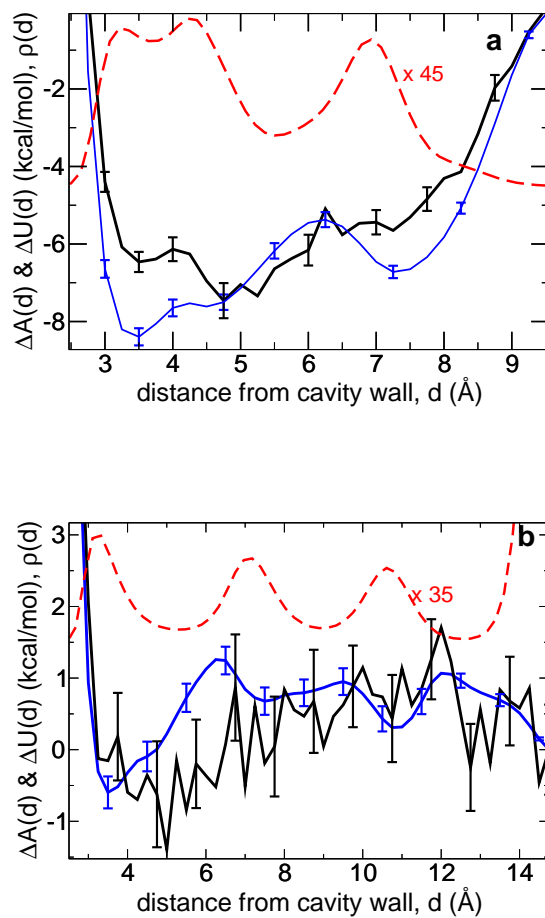 a
x 45
-2
-4
-6
-8
ΔA(d) & ΔU(d) (kcal/mol), ρ(d)
3 4 5 6 7 8 9
distance from cavity wall, d (Å)
b
x 35
3
2
1
0
-1
ΔA(d) & ΔU(d) (kcal/mol), ρ(d)
4 6 8 10 12 14
distance from cavity wall, d (Å)